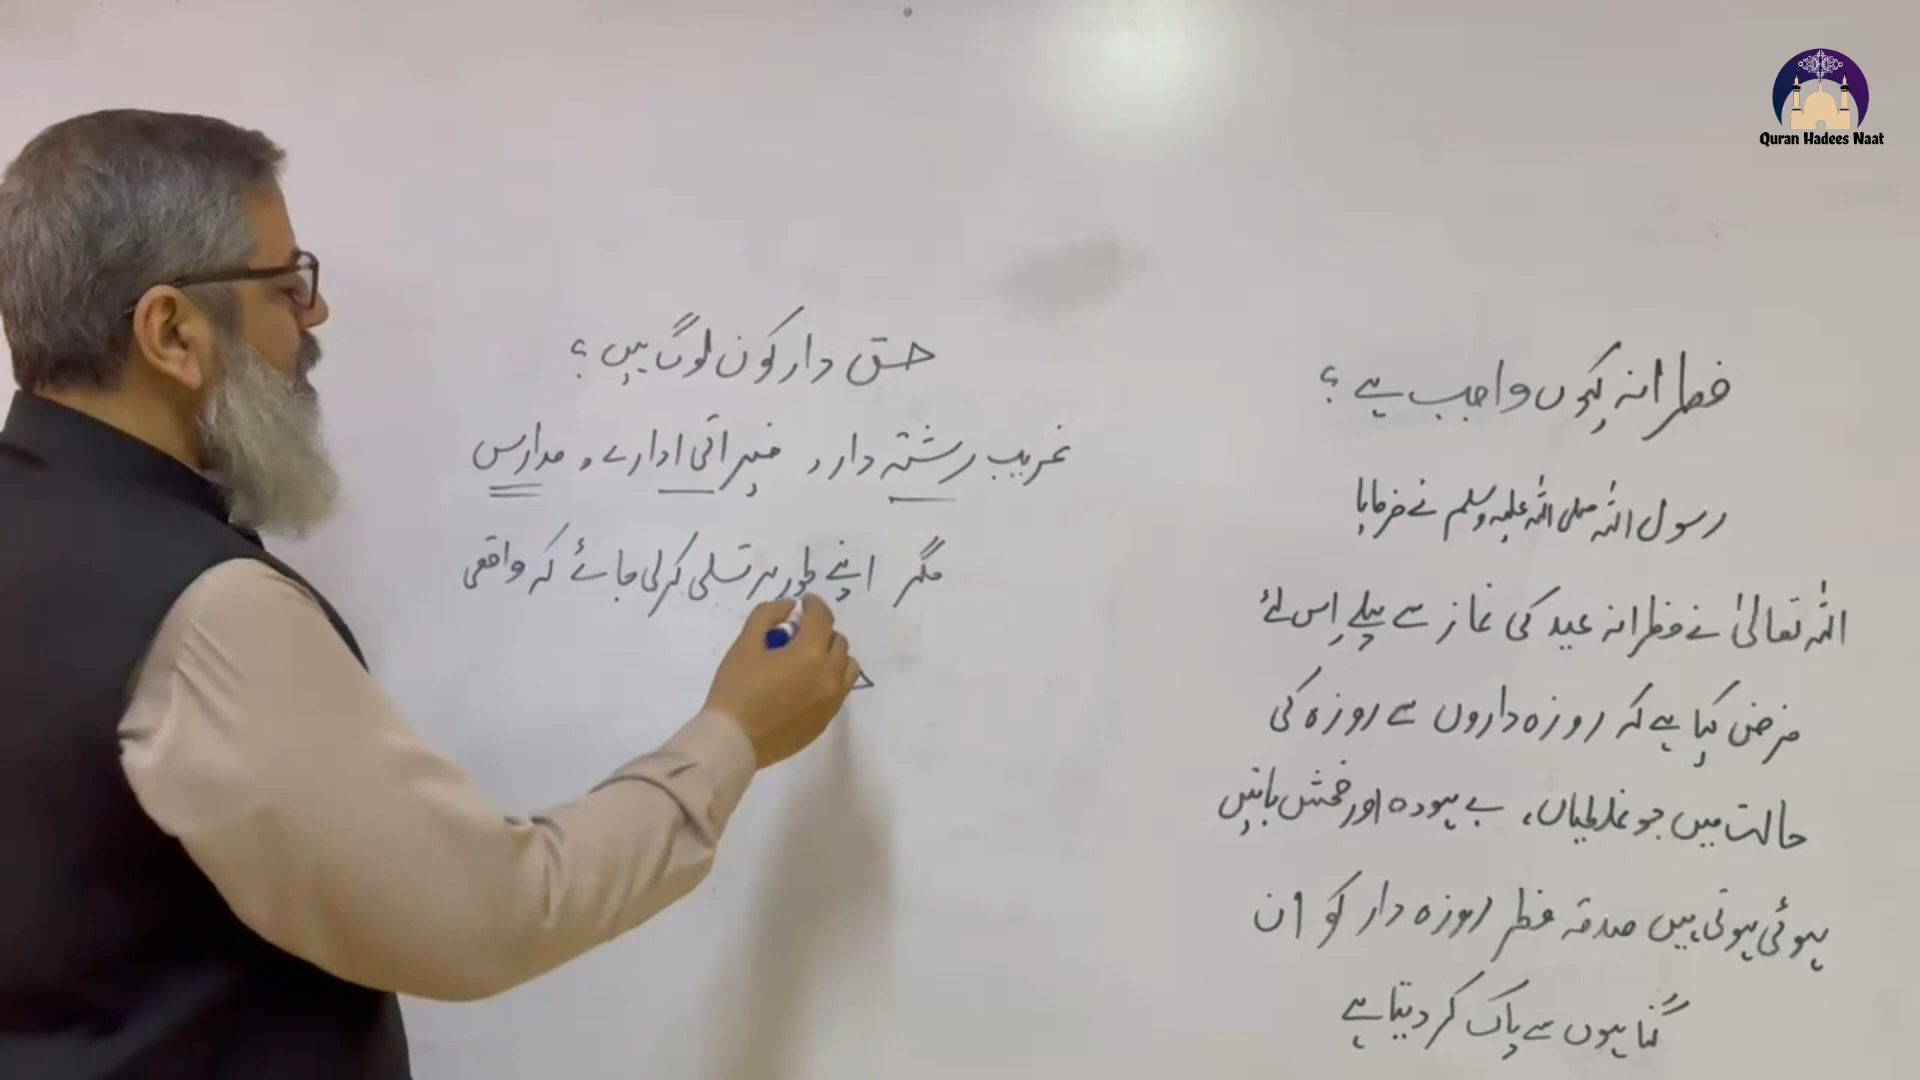 فطرانہ کیوں واجب ہے؟
رسول اللہ صلی اللہ علیہ وسلم نے فرمایا
اللہ تعالیٰ نے فطرانہ عید کی نماز سے پہلے اِس لئے
فرض کیا ہے کہ روزہ داروں سے روزہ کی
حالت میں جو غلطیاں، بے ہودہ اور فحش باتیں
ہوئی ہوتی ہیں صدقہ فطر روزہ دار کو ان
گناہوں سے پاک کر دیتا ہے
حق دار کون لوگ ہیں؟
غریب رشتہ دار، خیراتی ادارے، مدارس
مگر اپنے طور پر تسلی کر لی جائے کہ واقعی
Quran Hadees Naat